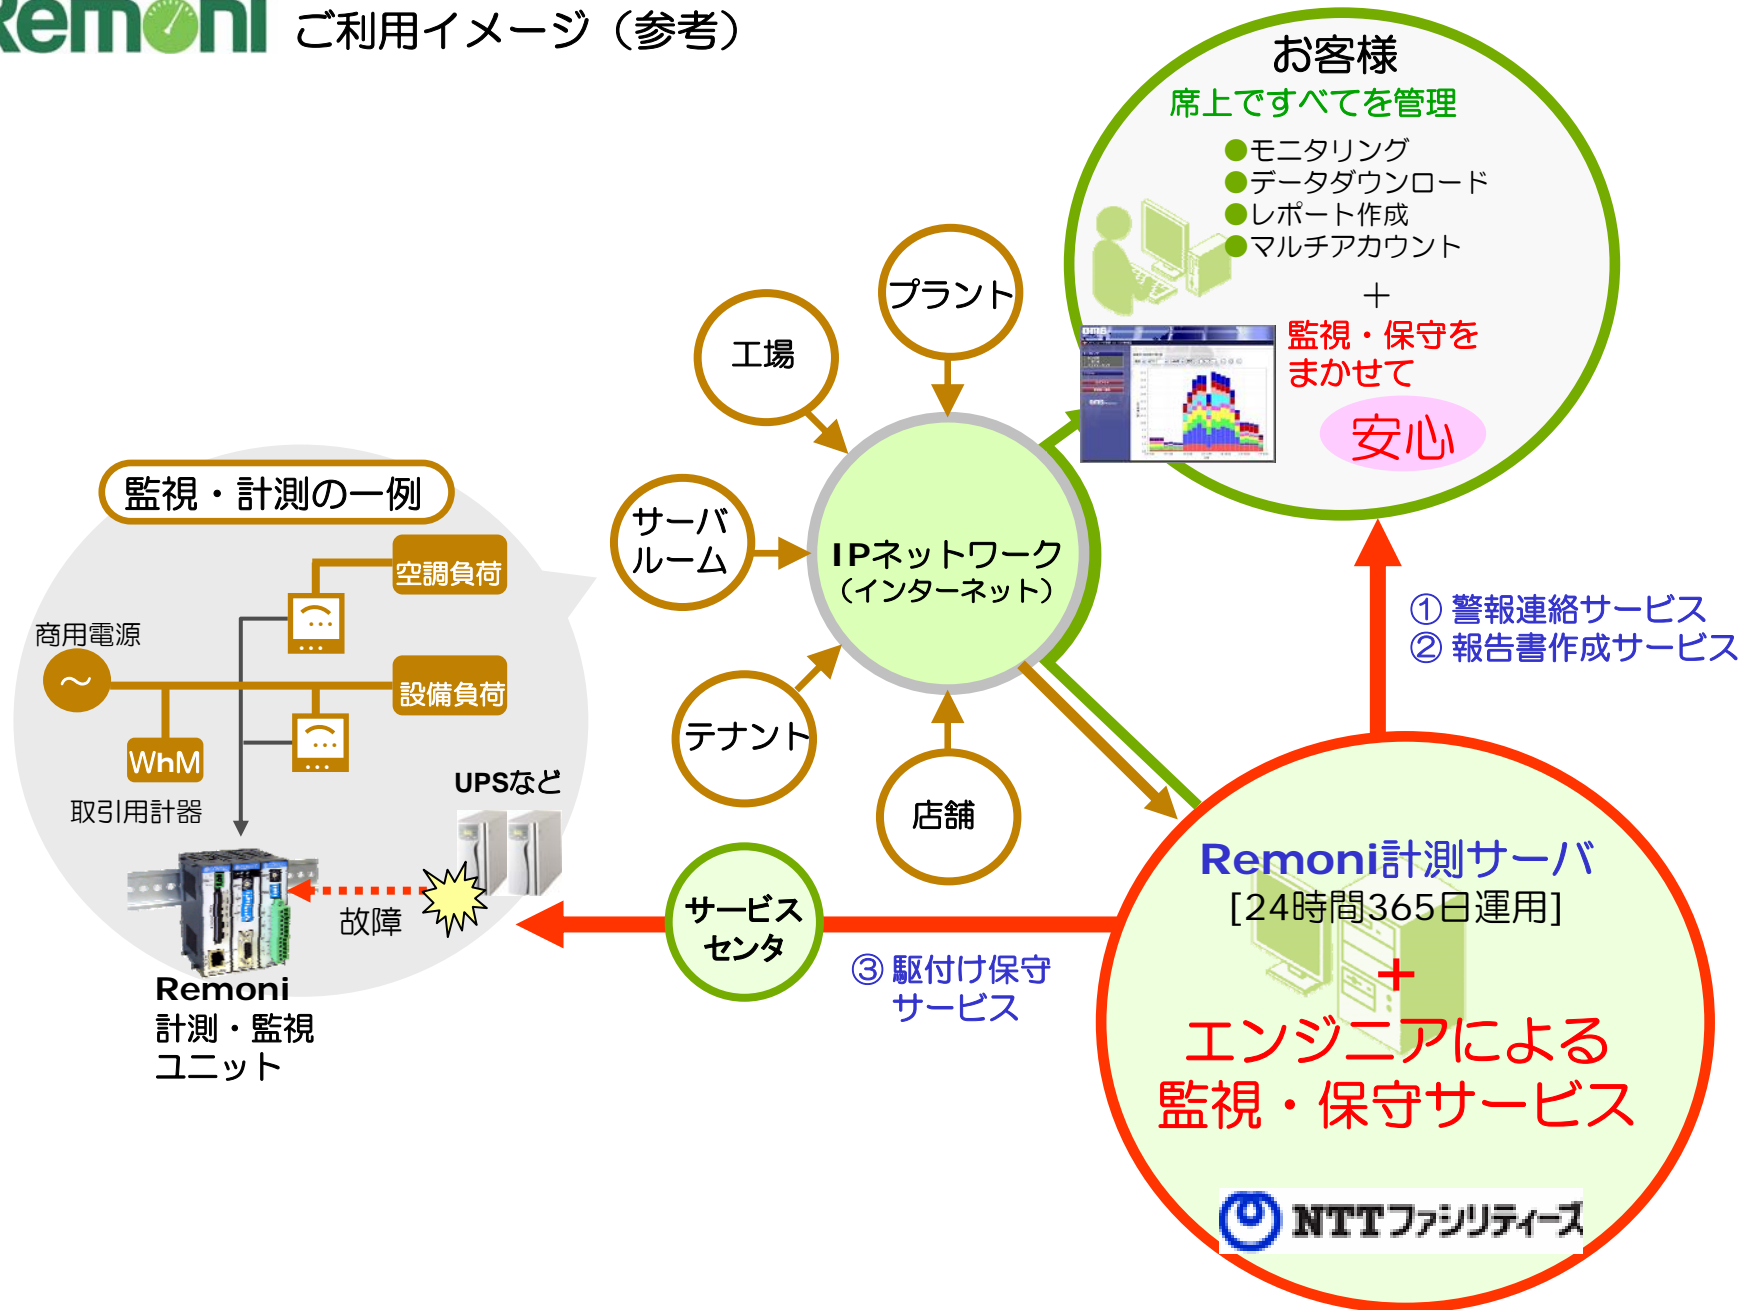 Remoni ご利用イメージ（参考）
お客様
席上ですべてを管理
●モニタリング
●データダウンロード
●レポート作成
●マルチアカウント
＋
監視・保守を
まかせて
安心
プラント
工場
サーバ
ルーム
テナント
店舗
IPネットワーク
（インターネット）
監視・計測の一例
空調負荷
商用電源
～
設備負荷
WhM
取引用計器
UPSなど
故障
Remoni
計測・監視
ユニット
サービス
センタ
③ 駆付け保守
サービス
① 警報連絡サービス
② 報告書作成サービス
Remoni計測サーバ
[24時間365日運用]
＋
エンジニアによる
監視・保守サービス
NTTファシリティーズ